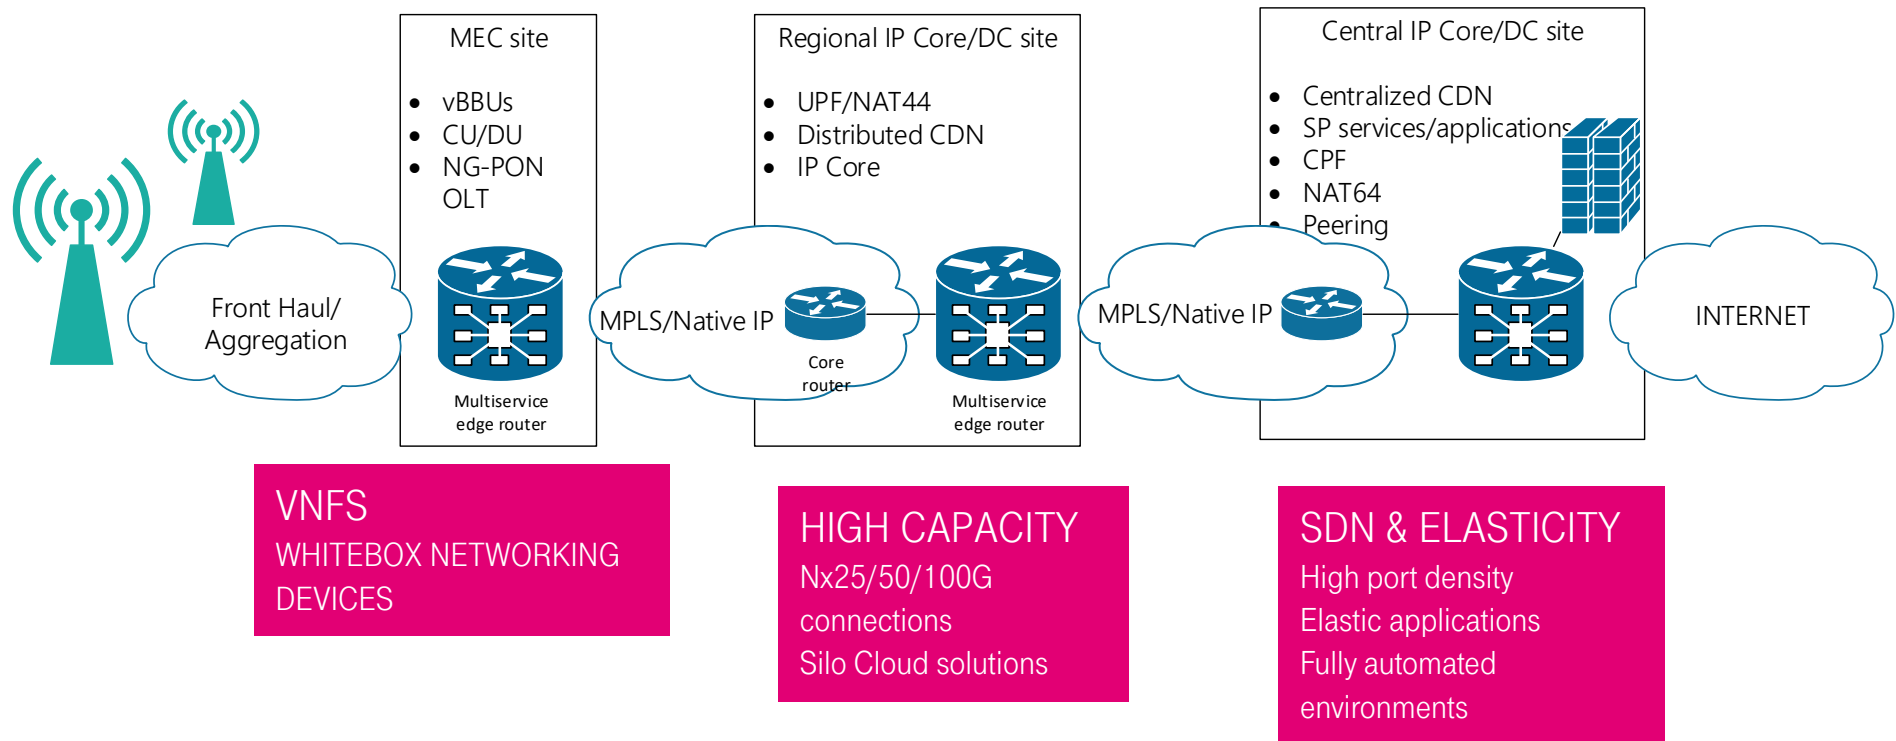 MEC site
• vBBUs
• CU/DU
• NG-PON
OLT
Regional IP Core/DC site
• UPF/NAT44
• Distributed CDN
• IP Core
Central IP Core/DC site
• Centralized CDN
• SP services/applications
• CPF
• NAT64
• Peering
Front Haul/
Aggregation
Multiservice
edge router
MPLS/Native IP
Core
router
Multiservice
edge router
MPLS/Native IP
INTERNET
VNFS
WHITEBOX NETWORKING
DEVICES
HIGH CAPACITY
Nx25/50/100G
connections
Silo Cloud solutions
SDN & ELASTICITY
High port density
Elastic applications
Fully automated
environments